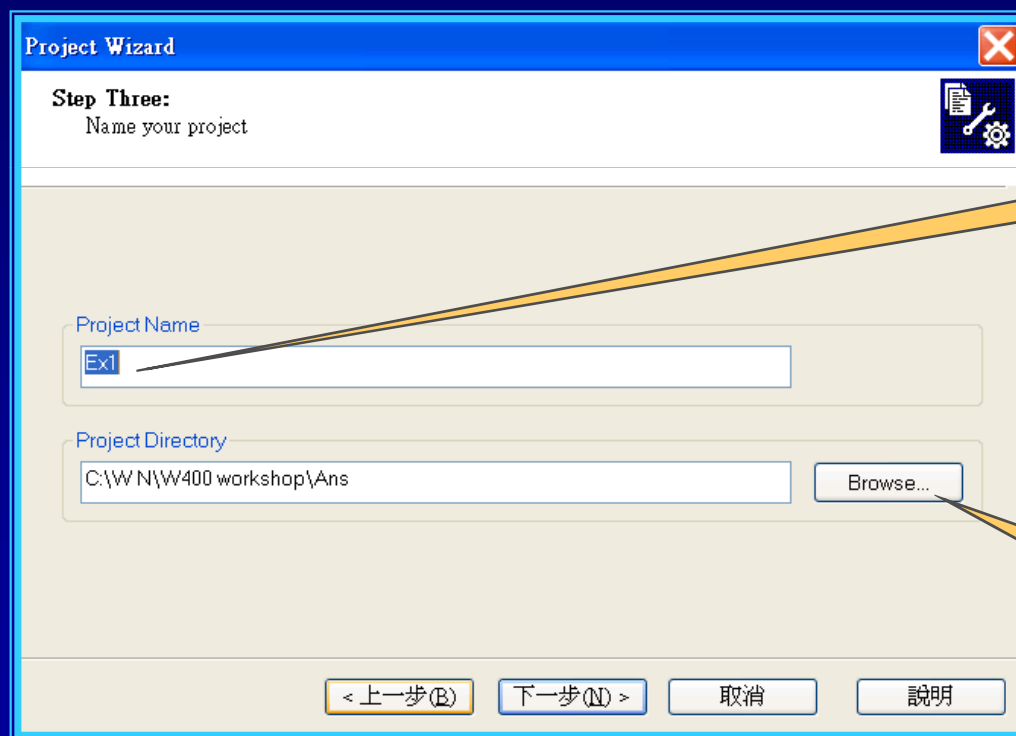 Project Wizard
Step Three:
Name your project
Project Name
Ex1
Project Directory
C:\W N\W400 workshop\Ans
Browse...
< 上一步(B) 下一步(N) > 取消 說明